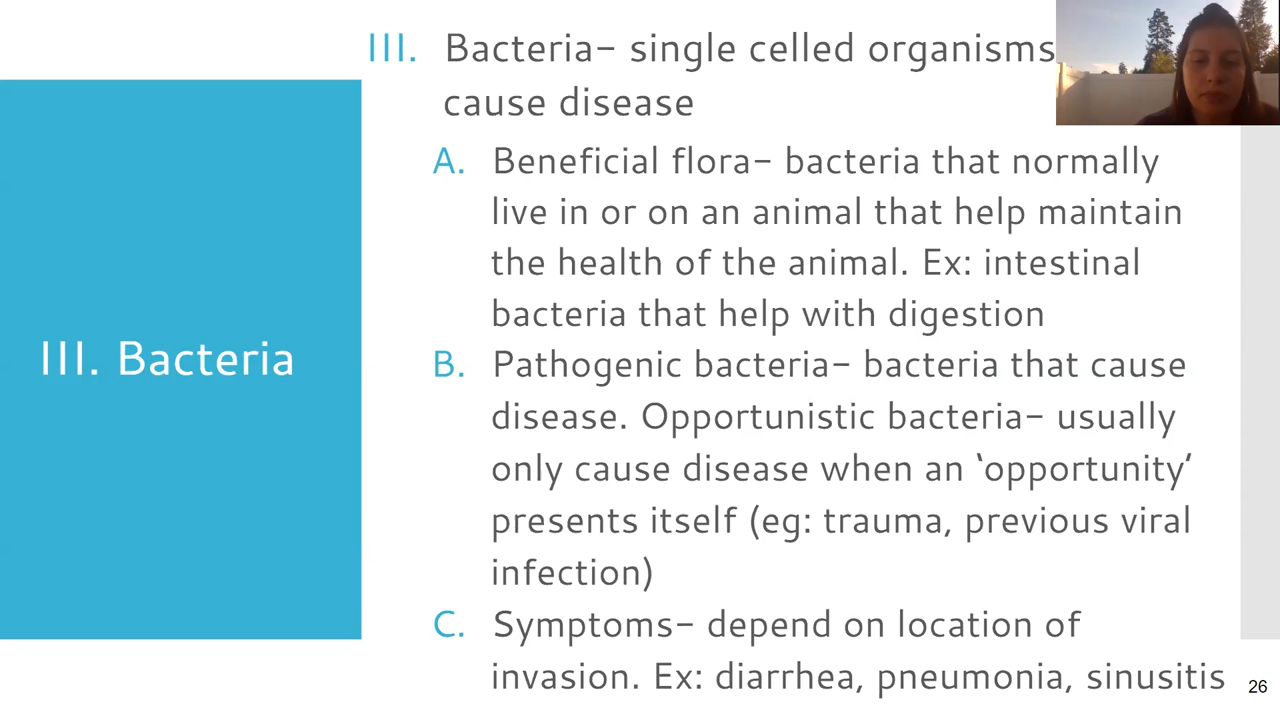 III. Bacteria
III. Bacteria– single celled organisms
cause disease
A. Beneficial flora– bacteria that normally
live in or on an animal that help maintain
the health of the animal. Ex: intestinal
bacteria that help with digestion
B. Pathogenic bacteria– bacteria that cause
disease. Opportunistic bacteria– usually
only cause disease when an ‘opportunity’
presents itself (eg: trauma, previous viral
infection)
C. Symptoms– depend on location of
invasion. Ex: diarrhea, pneumonia, sinusitis
26